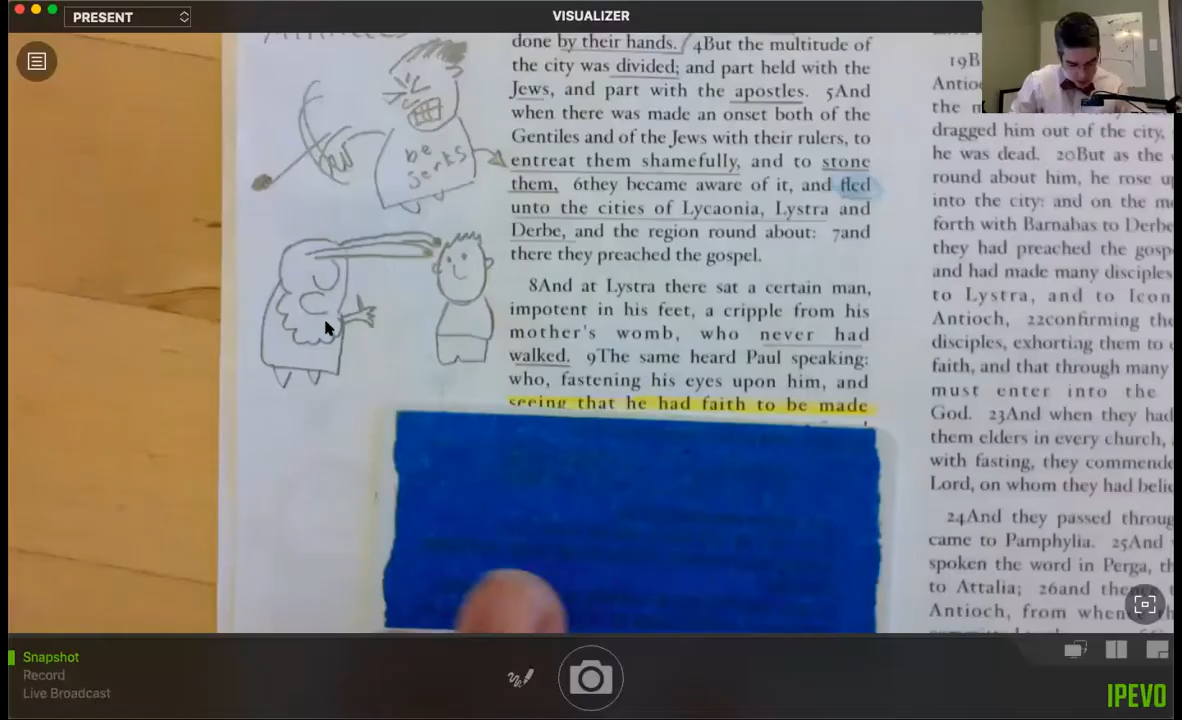 PRESENT
VISUALIZER
done by their hands. 4But the multitude of
the city was divided; and part held with the
Jews, and part with the apostles. 5And
when there was made an onset both of the
Gentiles and of the Jews with their rulers, to
entreat them shamefully, and to stone
them, 6they became aware of it, and fled
unto the cities of Lycaonia, Lystra and
Derbe, and the region round about: 7and
there they preached the gospel.
8And at Lystra there sat a certain man,
impotent in his feet, a cripple from his
mother's womb, who never had
walked. 9The same heard Paul speaking:
who, fastening his eyes upon him, and
seeing that he had faith to be made
be
jerks
19B
Antio
the m
dragged him out of the city,
he was dead. 20But as the
round about him, he rose u
into the city: and on the m
forth with Barnabas to Derbe
they had preached the gosp
and had made many disciples
to Lystra, and to Icon
Antioch, 22confirming the
disciples, exhorting them to
faith, and that through many
must enter into the
God. 23And when they had
them elders in every church,
with fasting, they commende
Lord, on whom they had beli
24And they passed throug
came to Pamphylia. 25And
spoken the word in Perga, th
to Attalia; 26and thence
Antioch, from whence
Snapshot
Record
Live Broadcast
IPEVO